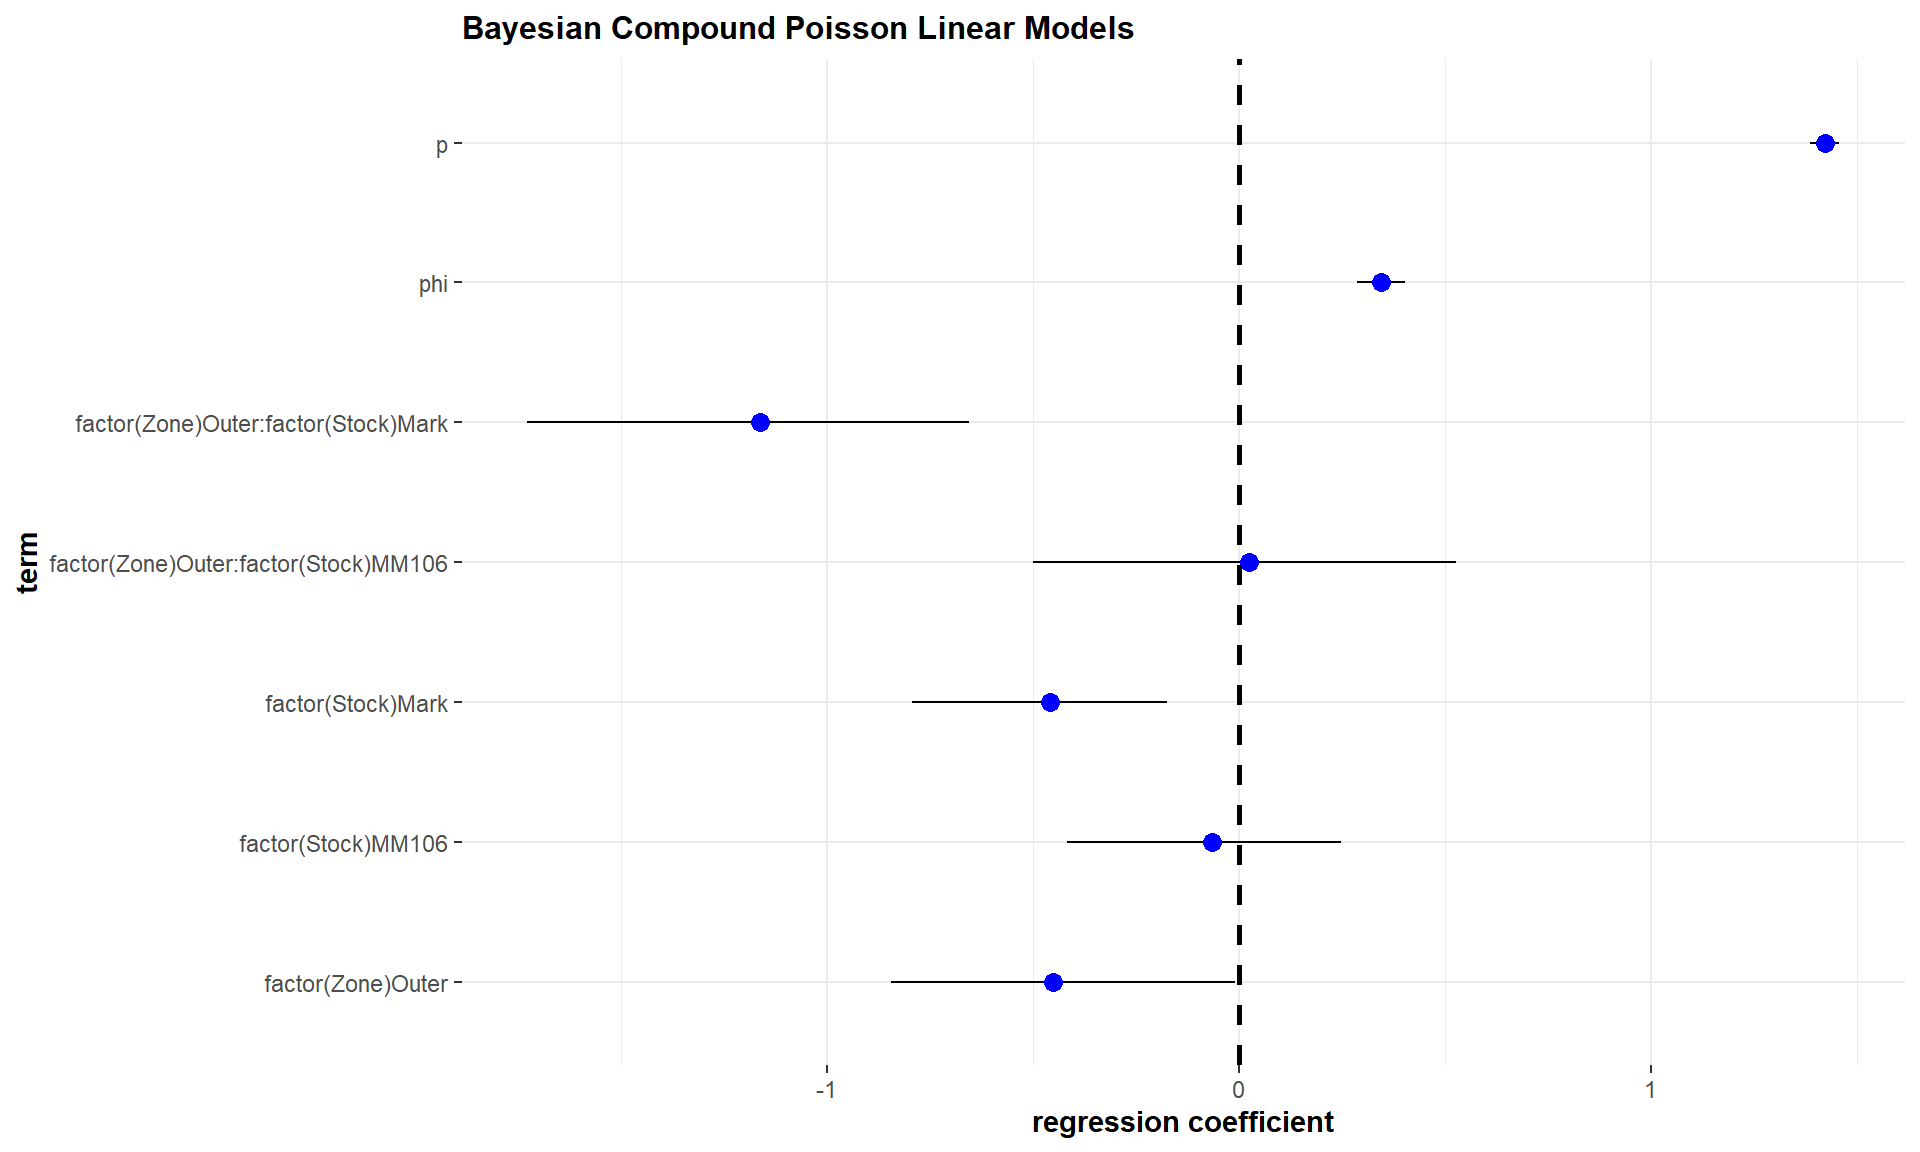 Bayesian Compound Poisson Linear Models
p
phi
factor(Zone)Outer:factor(Stock)Mark
term
factor(Zone)Outer:factor(Stock)MM106
factor(Stock)Mark
factor(Stock)MM106
factor(Zone)Outer
-1
0
1
regression coefficient